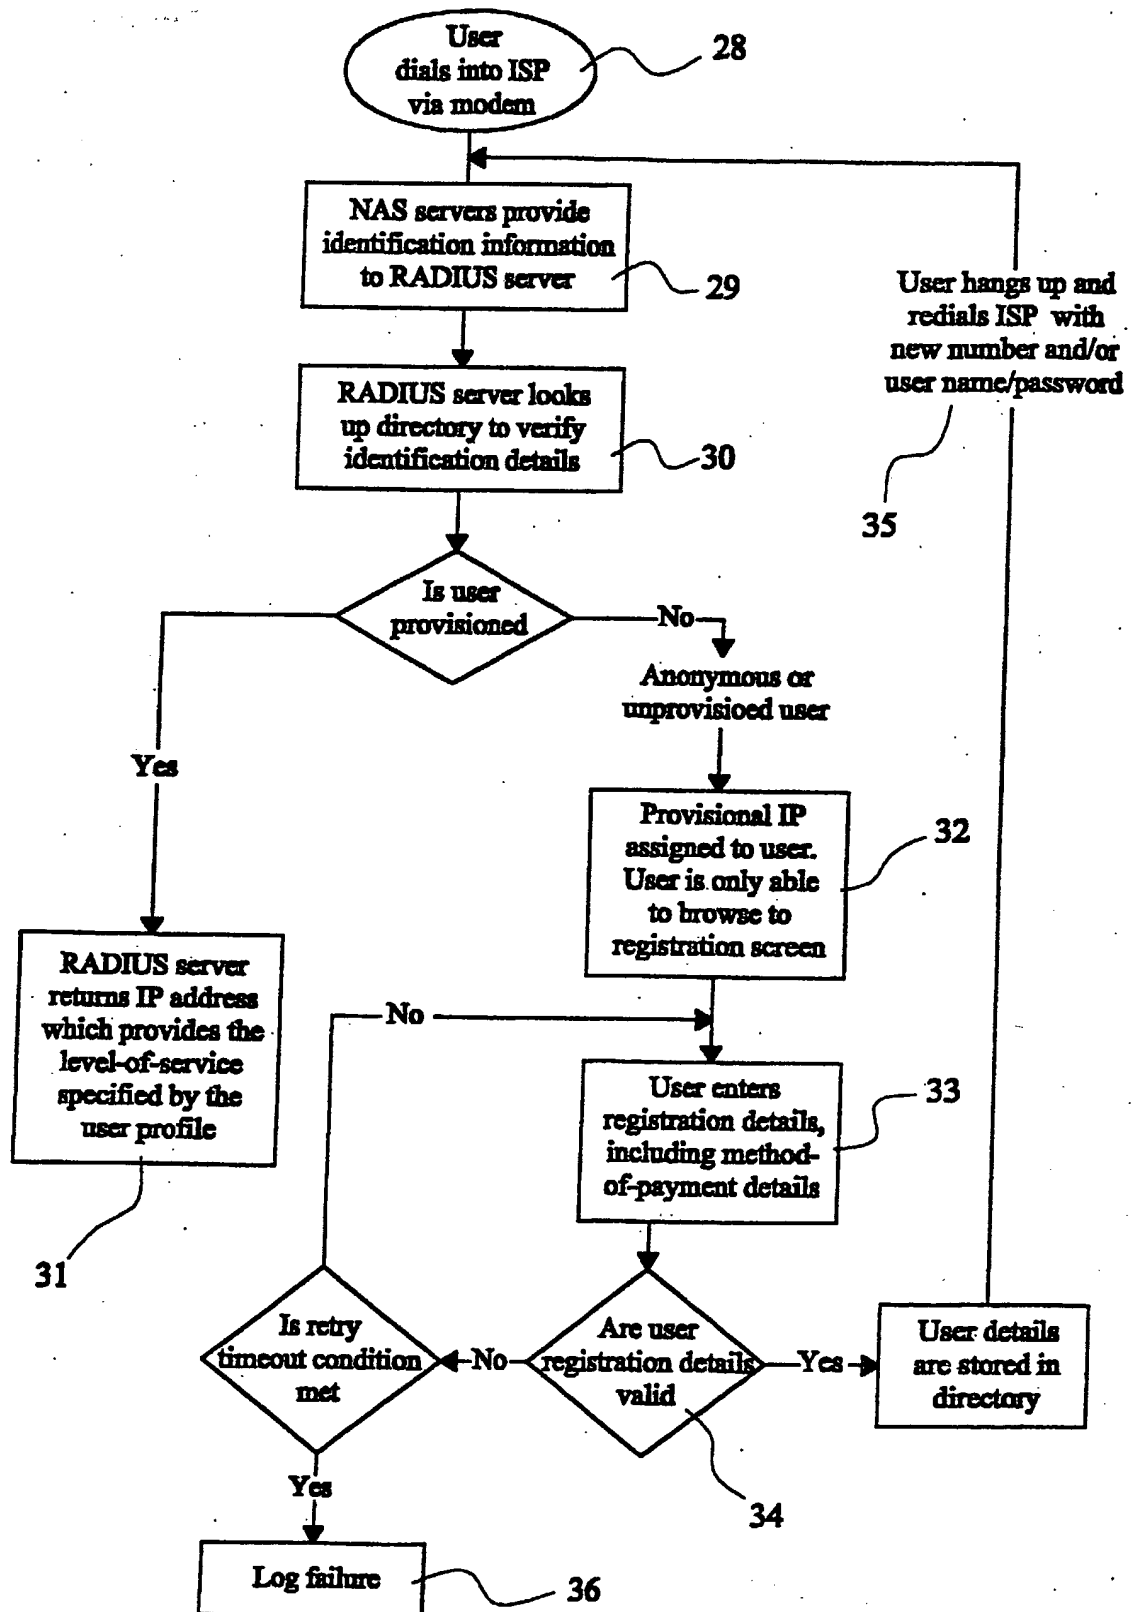 User
dials into ISP
via modem
28
NAS servers provide
identification information
to RADIUS server
29
User hangs up and
redials ISP with
new number and/or
user name/password
35
RADIUS server looks
up directory to verify
identification details
30
Is user
provisioned
No
Anonymous or
unprovisioed user
Yes
Provisional IP
assigned to user.
User is only able
to browse to
registration screen
32
RADIUS server
returns IP address
which provides the
level-of-service
specified by the
user profile
31
No
User enters
registration details,
including method-
of-payment details
33
Is retry
timeout condition
met
No
Are user
registration details
valid
34
Yes
User details
are stored in
directory
Yes
Log failure
36